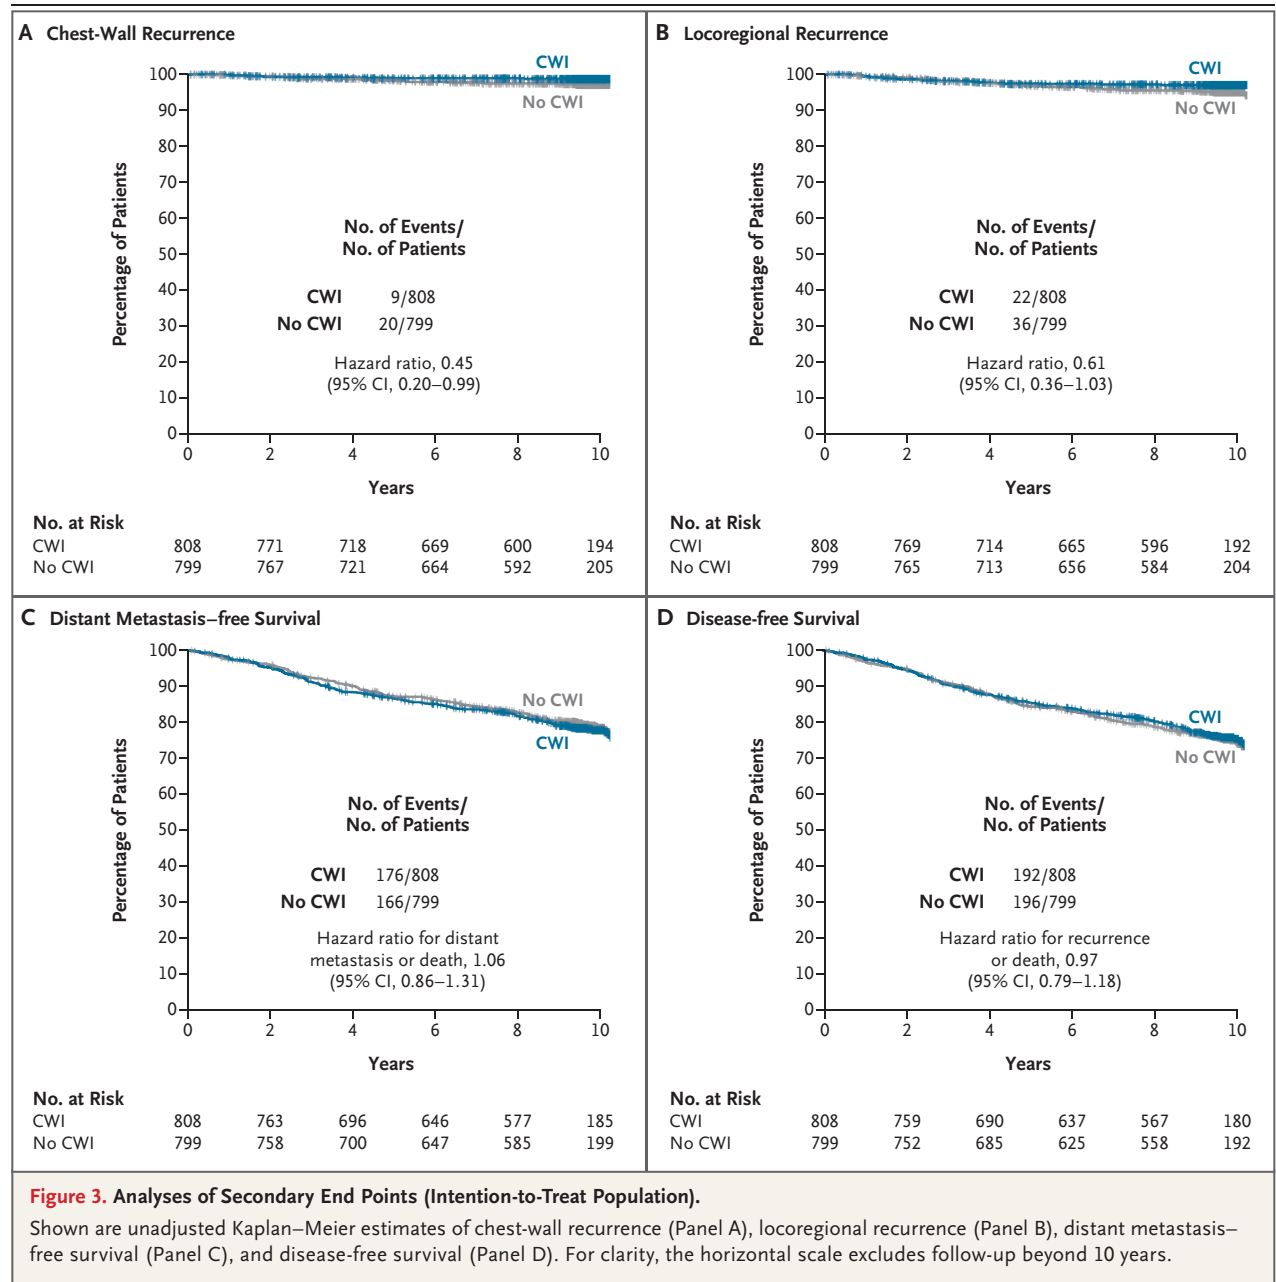 A Chest-Wall Recurrence
CWI
No CWI
Percentage of Patients
100
90
80
70
60
50
40
30
20
10
0
No. of Events/
No. of Patients
CWI 9/808
No CWI 20/799
Hazard ratio, 0.45
(95% CI, 0.20–0.99)
0 2 4 6 8 10
Years
No. at Risk
CWI 808 771 718 669 600 194
No CWI 799 767 721 664 592 205
B Locoregional Recurrence
CWI
No CWI
Percentage of Patients
100
90
80
70
60
50
40
30
20
10
0
No. of Events/
No. of Patients
CWI 22/808
No CWI 36/799
Hazard ratio, 0.61
(95% CI, 0.36–1.03)
0 2 4 6 8 10
Years
No. at Risk
CWI 808 769 714 665 596 192
No CWI 799 765 713 656 584 204
C Distant Metastasis–free Survival
No CWI
CWI
Percentage of Patients
100
90
80
70
60
50
40
30
20
10
0
No. of Events/
No. of Patients
CWI 176/808
No CWI 166/799
Hazard ratio for distant
metastasis or death, 1.06
(95% CI, 0.86–1.31)
0 2 4 6 8 10
Years
No. at Risk
CWI 808 763 696 646 577 185
No CWI 799 758 700 647 585 199
D Disease-free Survival
CWI
No CWI
Percentage of Patients
100
90
80
70
60
50
40
30
20
10
0
No. of Events/
No. of Patients
CWI 192/808
No CWI 196/799
Hazard ratio for recurrence
or death, 0.97
(95% CI, 0.79–1.18)
0 2 4 6 8 10
Years
No. at Risk
CWI 808 759 690 637 567 180
No CWI 799 752 685 625 558 192
Figure 3. Analyses of Secondary End Points (Intention-to-Treat Population).
Shown are unadjusted Kaplan–Meier estimates of chest-wall recurrence (Panel A), locoregional recurrence (Panel B), distant metastasis–
free survival (Panel C), and disease-free survival (Panel D). For clarity, the horizontal scale excludes follow-up beyond 10 years.